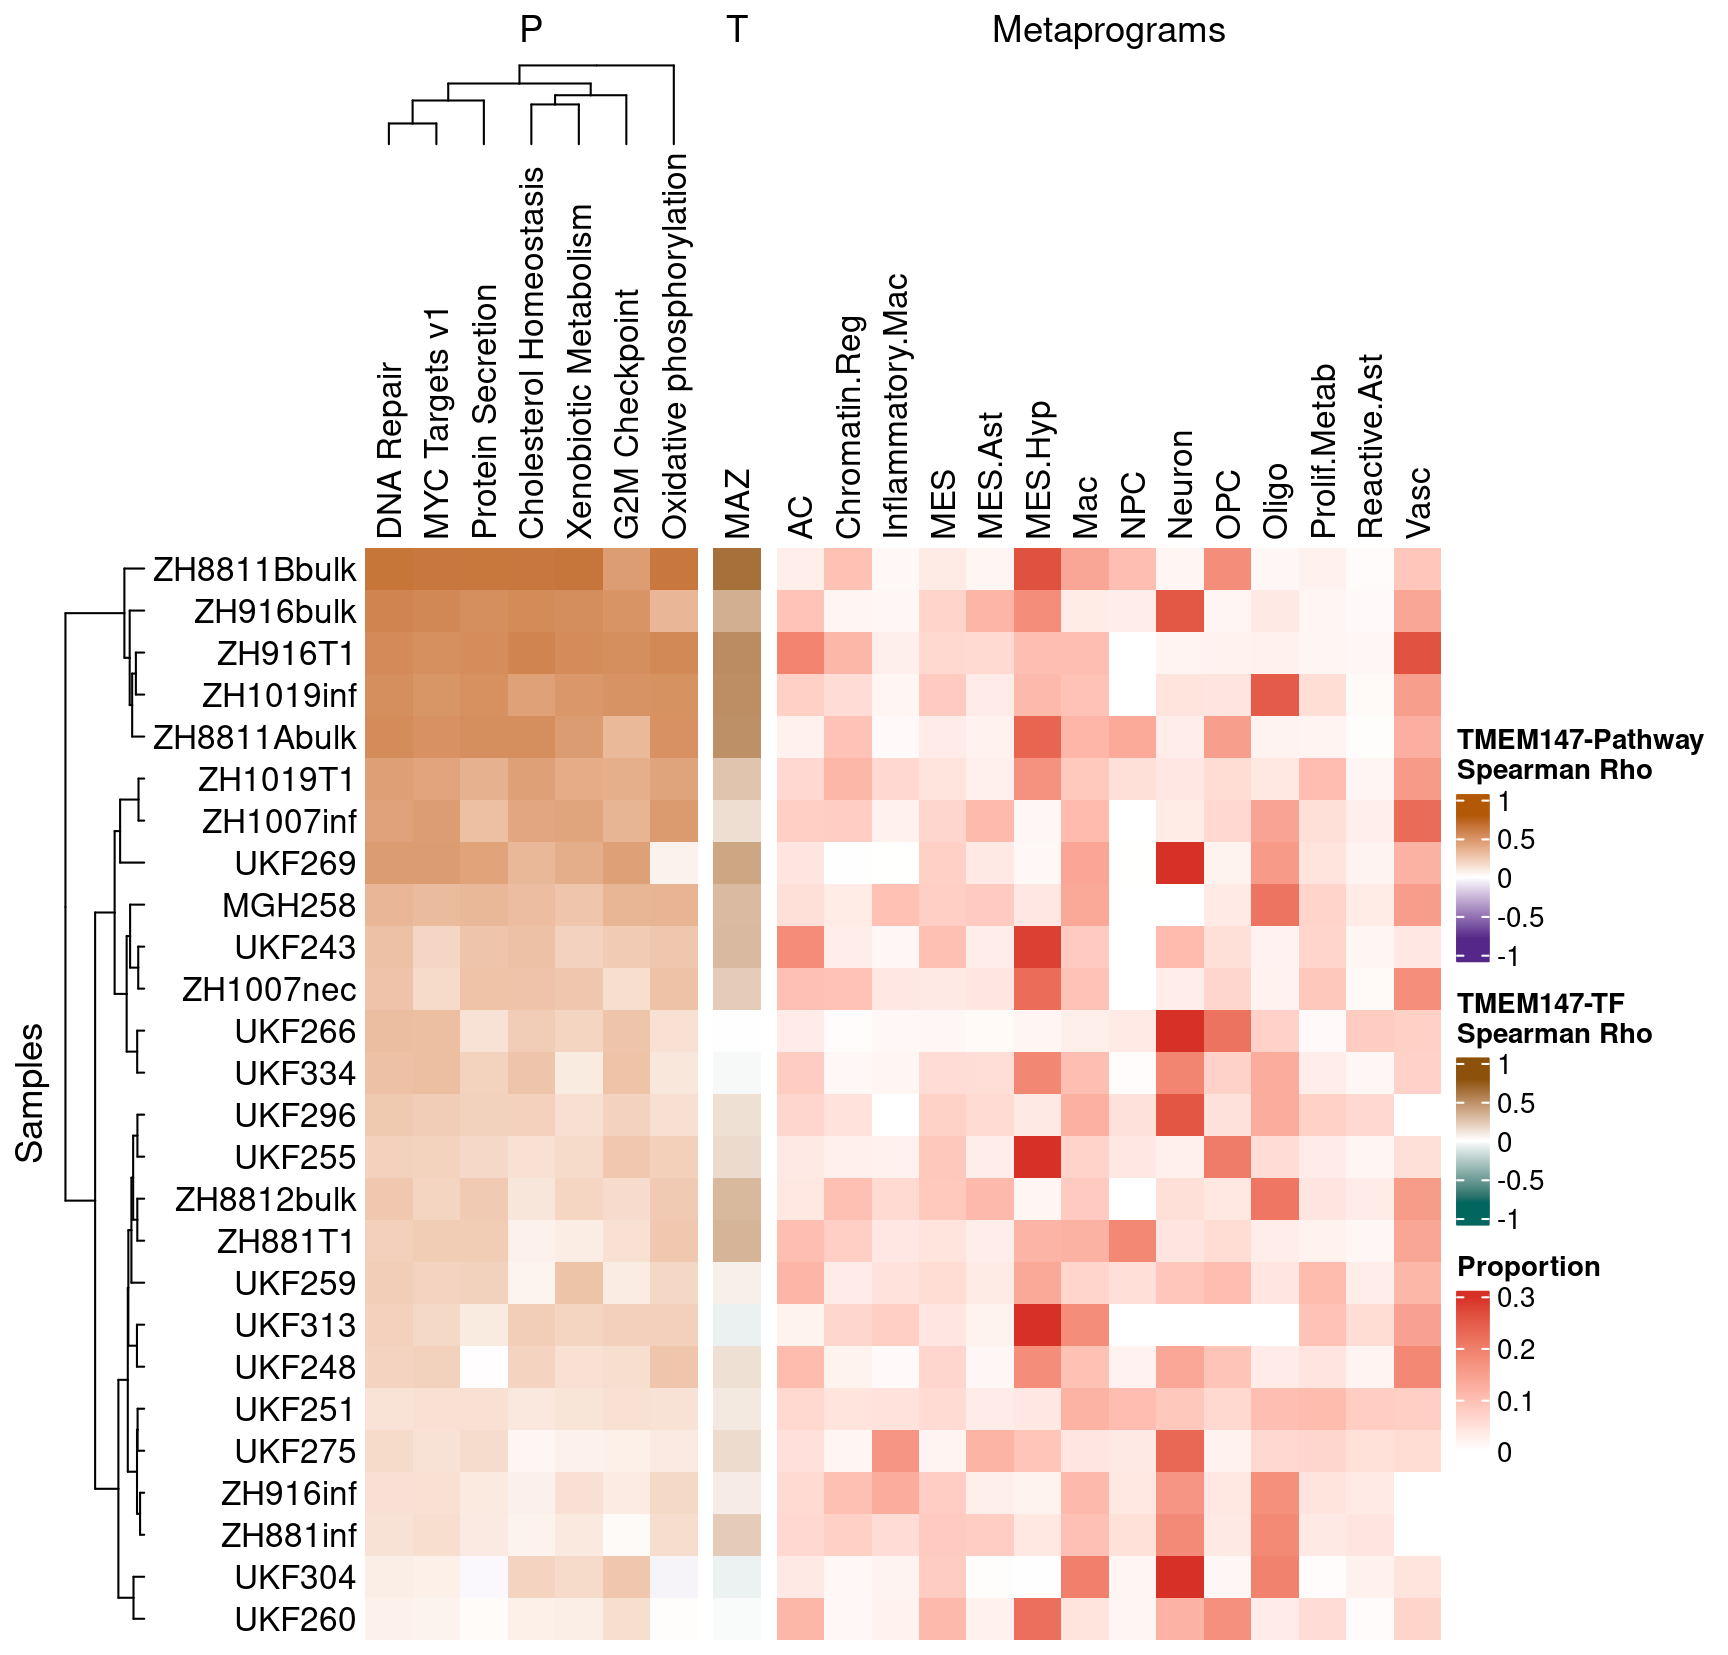 P T Metaprograms
DNA Repair
MYC Targets v1
Protein Secretion
Cholesterol Homeostasis
Xenobiotic Metabolism
G2M Checkpoint
Oxidative phosphorylation
MAZ
AC
Chromatin.Reg
Inflammatory.Mac
MES
MES.Ast
MES.Hyp
Mac
NPC
Neuron
OPC
Oligo
Prolif.Metab
Reactive.Ast
Vasc
Samples
ZH8811Bbulk
ZH916bulk
ZH916T1
ZH1019inf
ZH8811Abulk
ZH1019T1
ZH1007inf
UKF269
MGH258
UKF243
ZH1007nec
UKF266
UKF334
UKF296
UKF255
ZH8812bulk
ZH881T1
UKF259
UKF313
UKF248
UKF251
UKF275
ZH916inf
ZH881inf
UKF304
UKF260
TMEM147-Pathway
Spearman Rho
1
0.5
0
-0.5
-1
TMEM147-TF
Spearman Rho
1
0.5
0
-0.5
-1
Proportion
0.3
0.2
0.1
0